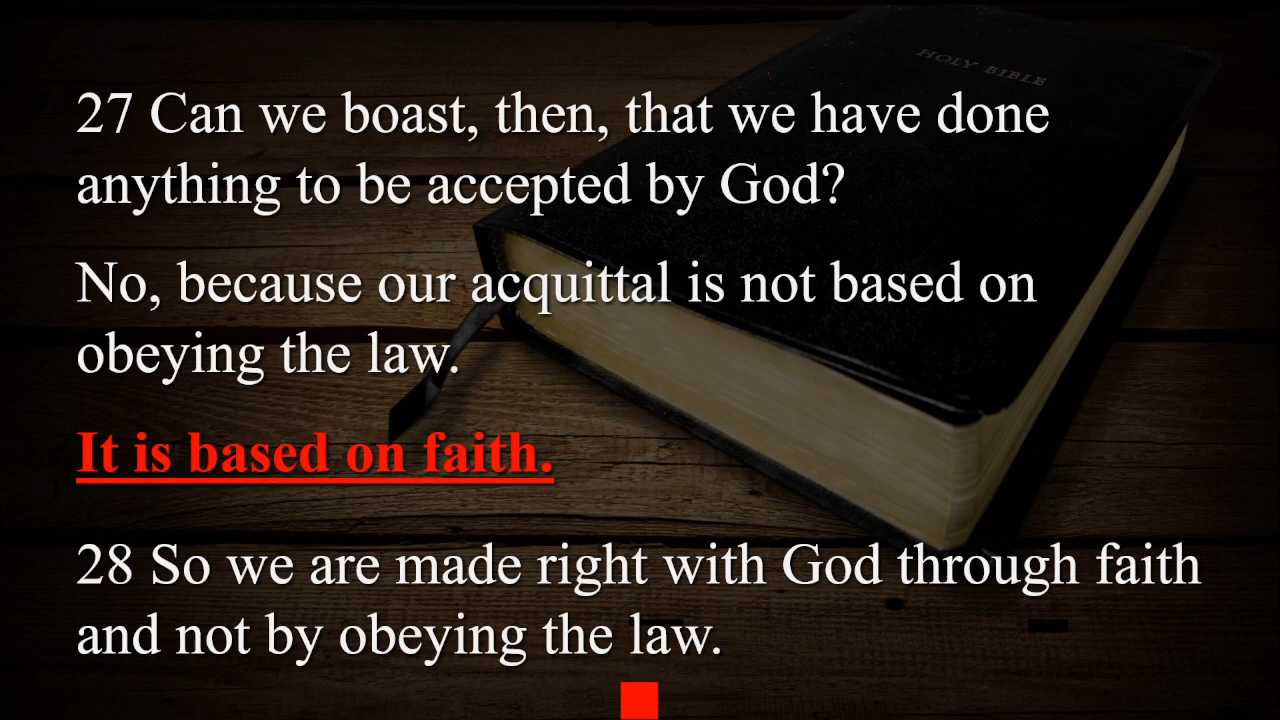 HOLY BIBLE
27 Can we boast, then, that we have done
anything to be accepted by God?
No, because our acquittal is not based on
obeying the law.
It is based on faith.
28 So we are made right with God through faith
and not by obeying the law.